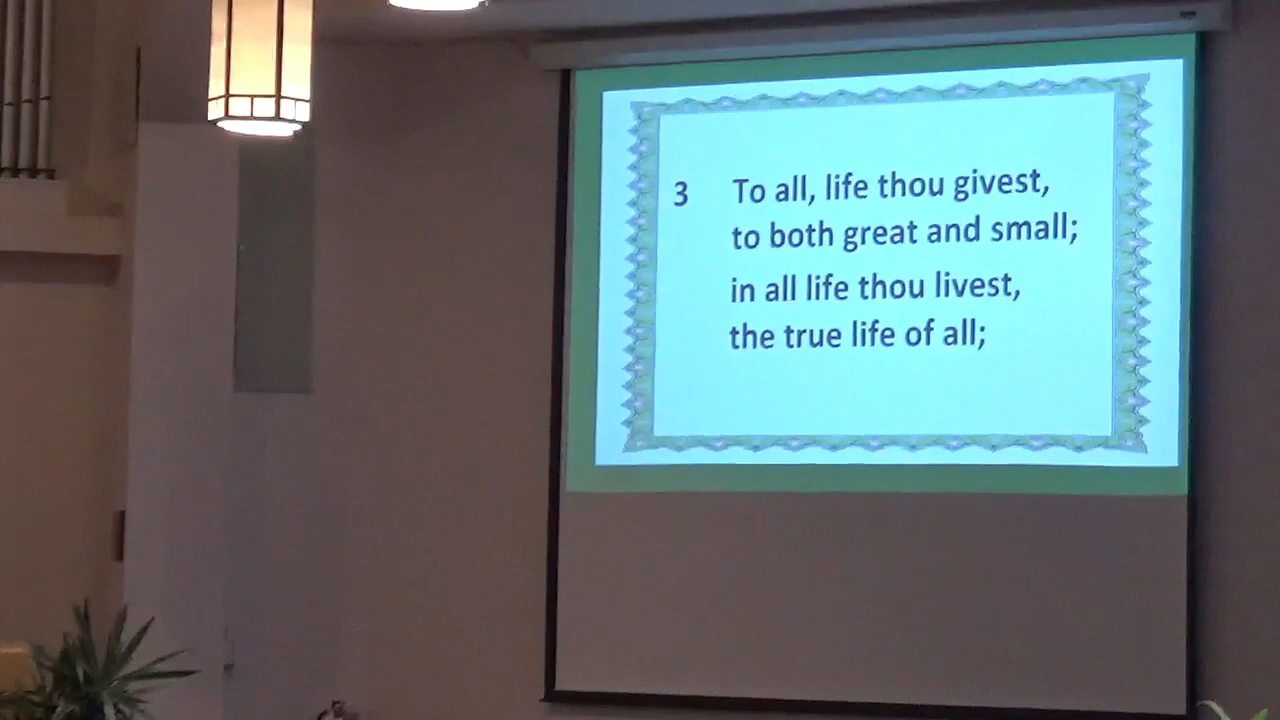 3 To all, life thou givest,
to both great and small;
in all life thou livest,
the true life of all;